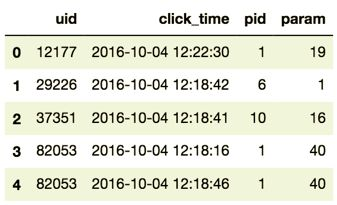 uid click_time pid param
0 12177 2016-10-04 12:22:30 1 19
1 29226 2016-10-04 12:18:42 6 1
2 37351 2016-10-04 12:18:41 10 16
3 82053 2016-10-04 12:18:16 1 40
4 82053 2016-10-04 12:18:46 1 40